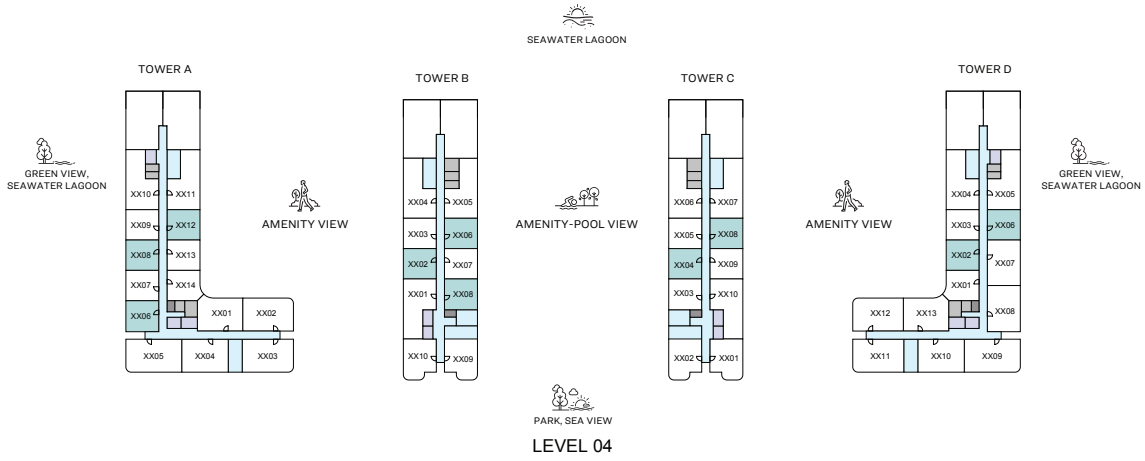 SEAWATER LAGOON
TOWER A
TOWER B
TOWER C
TOWER D
GREEN VIEW,
SEAWATER LAGOON
AMENITY VIEW
AMENITY-POOL VIEW
AMENITY VIEW
GREEN VIEW,
SEAWATER LAGOON
XX10 XX11
XX09 XX12
XX08 XX13
XX07 XX14
XX06 XX01 XX02
XX05 XX04 XX03
XX04 XX05
XX03 XX06
XX02 XX07
XX01 XX08
XX10 XX09
XX06 XX07
XX05 XX08
XX04 XX09
XX03 XX10
XX02 XX01
XX04 XX05
XX03 XX06
XX02 XX07
XX01
XX12 XX13 XX08
XX11 XX10 XX09
PARK, SEA VIEW
LEVEL 04